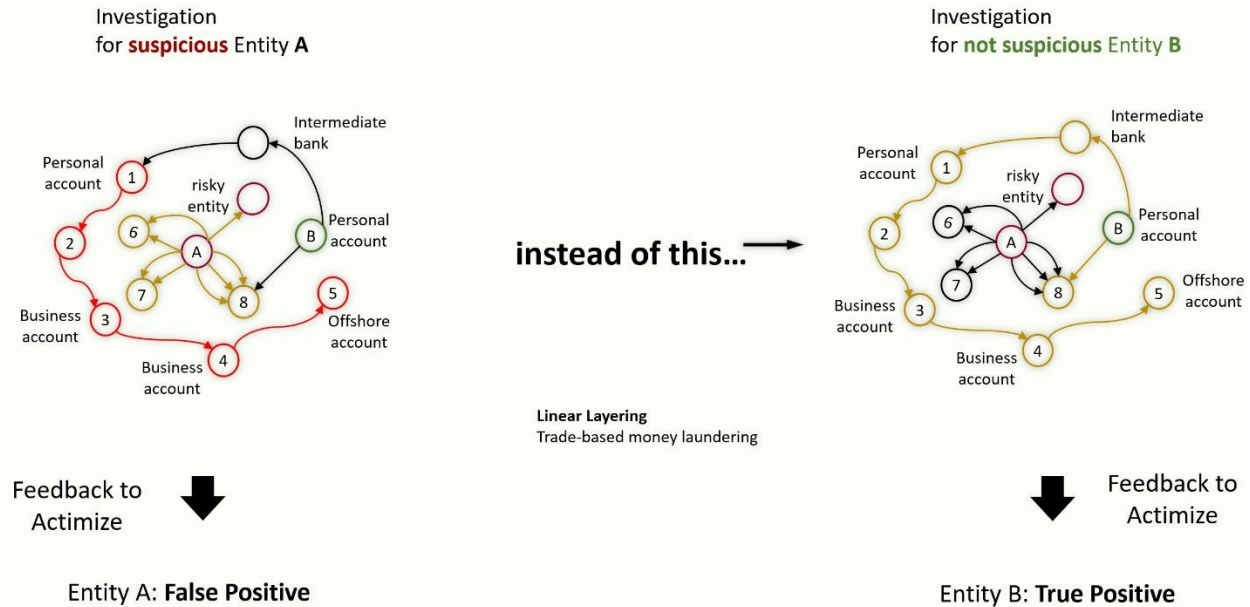 Investigation
for suspicious Entity A
Intermediate
bank
Personal
account
1
risky
entity
2
6
A
B
Personal
account
7
8
5
Business
account
3
Offshore
account
4
Business
account
Feedback to
Actimize
Entity A: False Positive
instead of this...
Linear Layering
Trade-based money laundering
Investigation
for not suspicious Entity B
Intermediate
bank
Personal
account
1
risky
entity
2
6
A
B
Personal
account
7
8
5
Offshore
account
Business
account
3
4
Business
account
Feedback to
Actimize
Entity B: True Positive